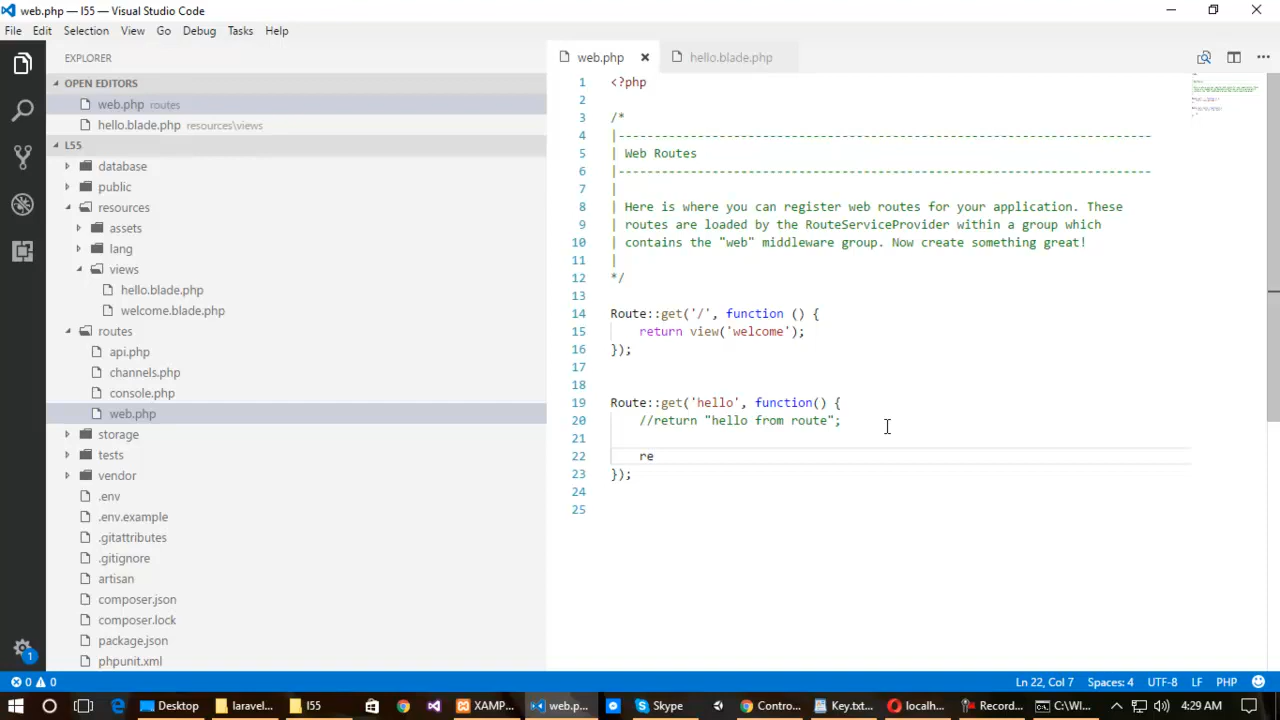 web.php — l55 — Visual Studio Code
File Edit Selection View Go Debug Tasks Help
EXPLORER
OPEN EDITORS
web.php routes
hello.blade.php resources\views
L55
database
public
resources
assets
lang
views
hello.blade.php
welcome.blade.php
routes
api.php
channels.php
console.php
web.php
storage
tests
vendor
.env
.env.example
.gitattributes
.gitignore
artisan
composer.json
composer.lock
package.json
phpunit.xml
1
web.php hello.blade.php
1 <?php
2
3 /*
4 |--------------------------------------------------------------------------
5 | Web Routes
6 |--------------------------------------------------------------------------
7 |
8 | Here is where you can register web routes for your application. These
9 | routes are loaded by the RouteServiceProvider within a group which
10 | contains the "web" middleware group. Now create something great!
11 |
12 */
13
14 Route::get('/', function () {
15 return view('welcome');
16 });
17
18
19 Route::get('hello', function() {
20 //return "hello from route";
21
22 re
23 });
24
25
0 0 Ln 22, Col 7 Spaces: 4 UTF-8 LF PHP
Desktop laravel... l55 XAMP... web.p... Skype Contro... Key.txt... localh... Record... C:\WI... 4:29 AM